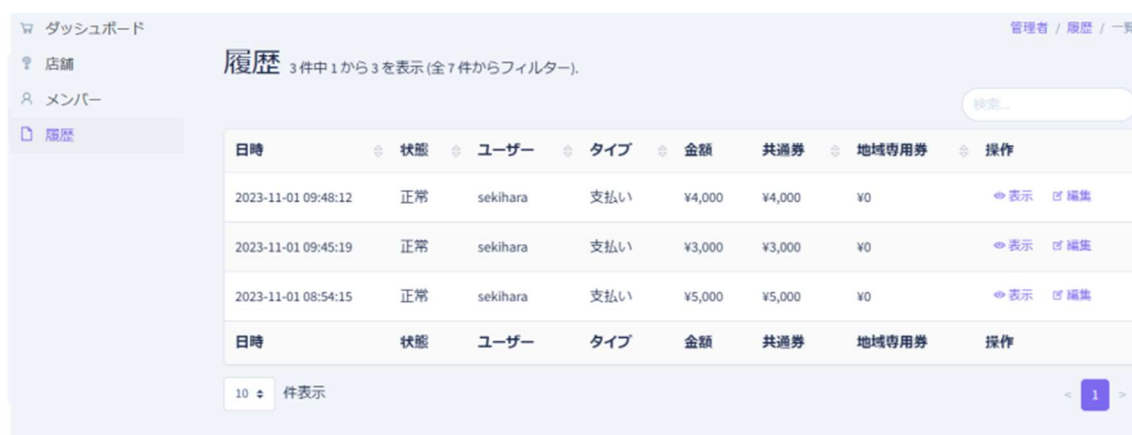 ダッシュボード
店舗
メンバー
履歴
管理者 / 履歴 / 一覧
履歴 3件中1から3を表示(全7件からフィルター).
検索...
日時 状態 ユーザー タイプ 金額 共通券 地域専用券 操作
2023-11-01 09:48:12 正常 sekihara 支払い ¥4,000 ¥4,000 ¥0 表示 編集
2023-11-01 09:45:19 正常 sekihara 支払い ¥3,000 ¥3,000 ¥0 表示 編集
2023-11-01 08:54:15 正常 sekihara 支払い ¥5,000 ¥5,000 ¥0 表示 編集
日時 状態 ユーザー タイプ 金額 共通券 地域専用券 操作
10 件表示
< 1 >